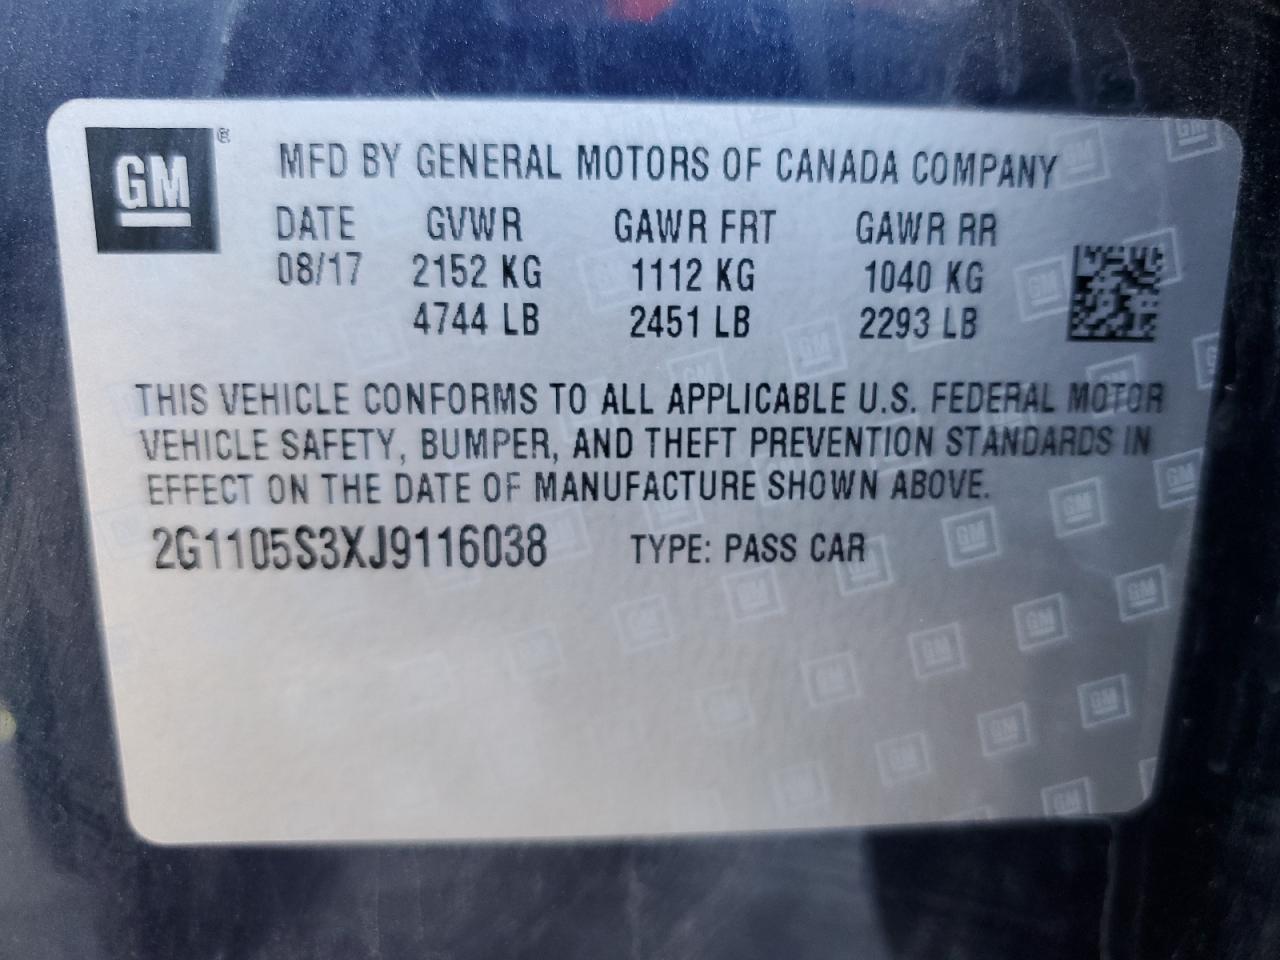 GM ®
MFD BY GENERAL MOTORS OF CANADA COMPANY
DATE GVWR GAWR FRT GAWR RR
08/17 2152 KG 1112 KG 1040 KG
4744 LB 2451 LB 2293 LB
THIS VEHICLE CONFORMS TO ALL APPLICABLE U.S. FEDERAL MOTOR
VEHICLE SAFETY, BUMPER, AND THEFT PREVENTION STANDARDS IN
EFFECT ON THE DATE OF MANUFACTURE SHOWN ABOVE.
2G1105S3XJ9116038 TYPE: PASS CAR